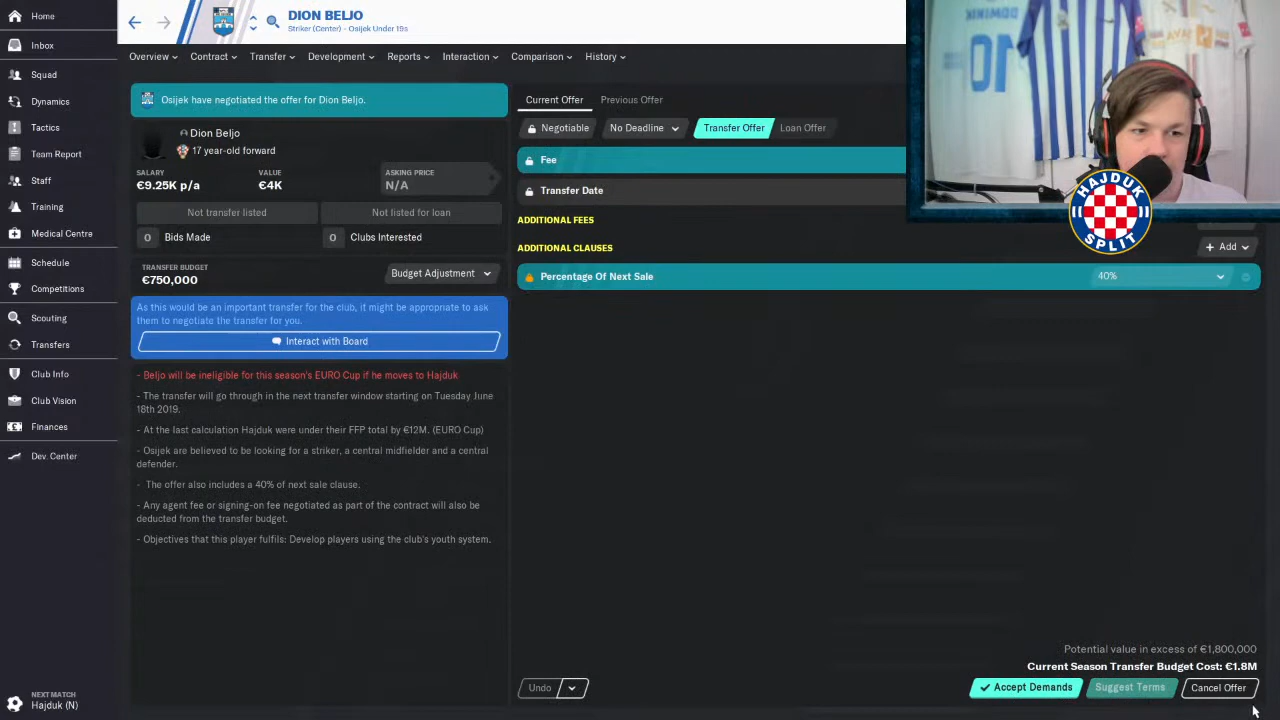 DION BELJO
Striker (Center) - Osijek Under 19s
Home
Inbox
Squad
Dynamics
Tactics
Team Report
Staff
Training
Medical Centre
Schedule
Competitions
Scouting
Transfers
Club Info
Club Vision
Finances
Dev. Center
NEXT MATCH
Hajduk (N)
Overview
Contract
Transfer
Development
Reports
Interaction
Comparison
History
Osijek have negotiated the offer for Dion Beljo.
Dion Beljo
17 year-old forward
SALARY
€9.25K p/a
VALUE
€4K
ASKING PRICE
N/A
Not transfer listed
Not listed for loan
0 Bids Made
0 Clubs Interested
TRANSFER BUDGET
€750,000
Budget Adjustment
As this would be an important transfer for the club, it might be appropriate to ask
them to negotiate the transfer for you.
Interact with Board
- Beljo will be ineligible for this season's EURO Cup if he moves to Hajduk
- The transfer will go through in the next transfer window starting on Tuesday June
18th 2019.
- At the last calculation Hajduk were under their FFP total by €12M. (EURO Cup)
- Osijek are believed to be looking for a striker, a central midfielder and a central
defender.
- The offer also includes a 40% of next sale clause.
- Any agent fee or signing-on fee negotiated as part of the contract will also be
deducted from the transfer budget.
- Objectives that this player fulfils: Develop players using the club's youth system.
Current Offer
Previous Offer
Negotiable
No Deadline
Transfer Offer
Loan Offer
Fee
Transfer Date
ADDITIONAL FEES
ADDITIONAL CLAUSES
+ Add
Percentage Of Next Sale
40%
Potential value in excess of €1,800,000
Current Season Transfer Budget Cost: €1.8M
Undo
Accept Demands
Suggest Terms
Cancel Offer
DOMINIK
10
HAJDUK
SPLIT